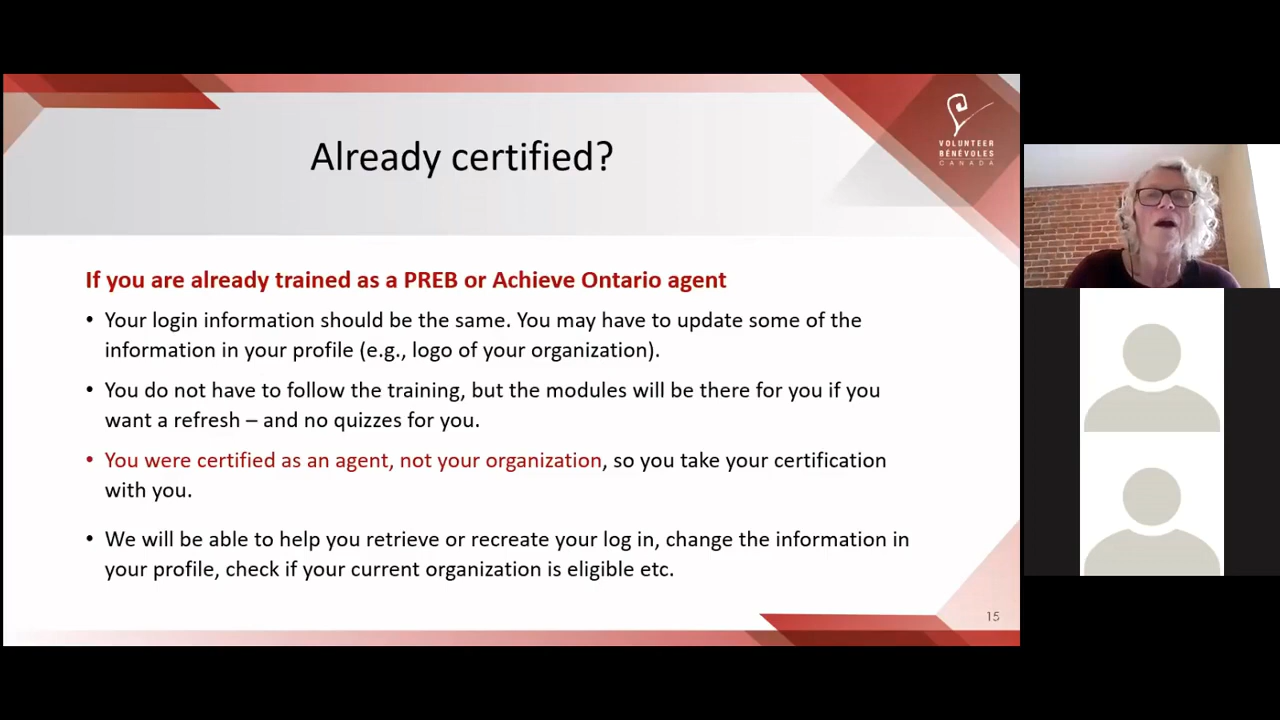 Already certified?
VOLUNTEER
BÉNÉVOLES
CANADA
If you are already trained as a PREB or Achieve Ontario agent
• Your login information should be the same. You may have to update some of the
information in your profile (e.g., logo of your organization).
• You do not have to follow the training, but the modules will be there for you if you
want a refresh – and no quizzes for you.
• You were certified as an agent, not your organization, so you take your certification
with you.
• We will be able to help you retrieve or recreate your log in, change the information in
your profile, check if your current organization is eligible etc.
15